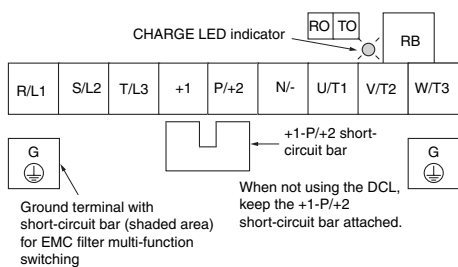 RO TO
CHARGE LED indicator
RB
R/L1 S/L2 T/L3 +1 P/+2 N/- U/T1 V/T2 W/T3
+1-P/+2 short-
circuit bar
G
G
When not using the DCL,
keep the +1-P/+2
short-circuit bar attached.
Ground terminal with
short-circuit bar (shaded area)
for EMC filter multi-function
switching